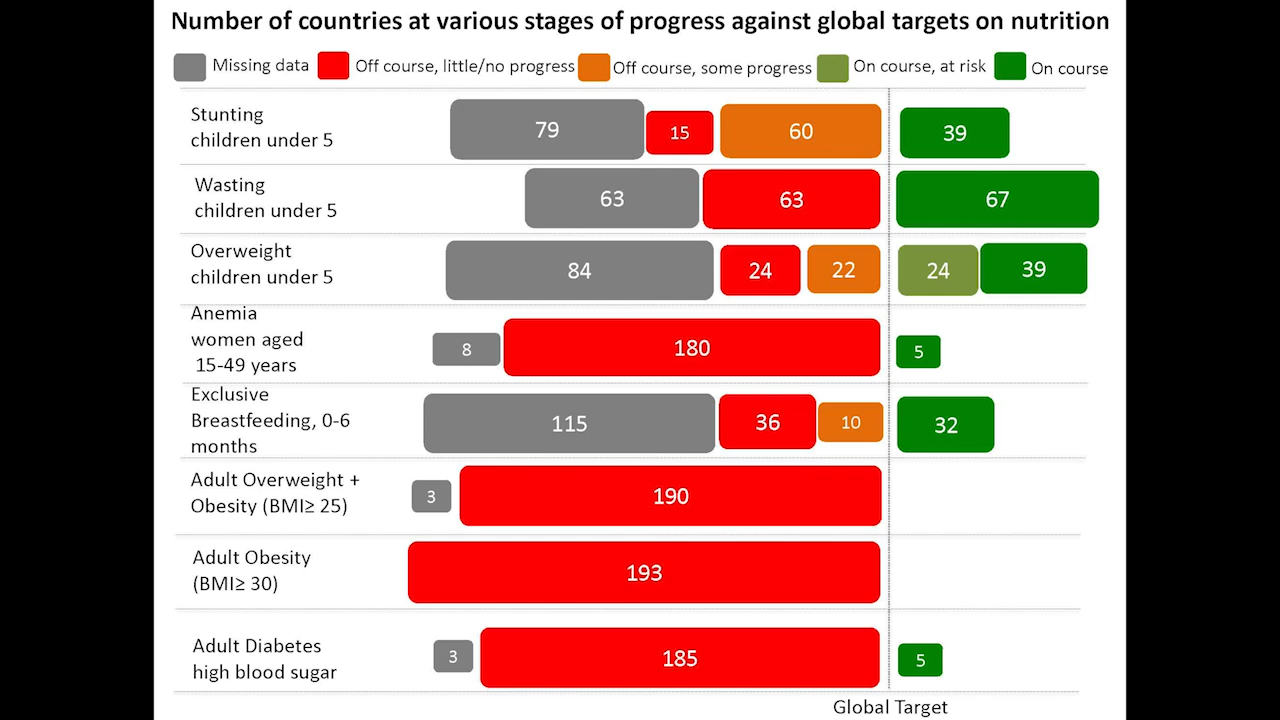 Number of countries at various stages of progress against global targets on nutrition
Missing data Off course, little/no progress Off course, some progress On course, at risk On course
Stunting
children under 5
79 15 60 39
Wasting
children under 5
63 63 67
Overweight
children under 5
84 24 22 24 39
Anemia
women aged
15-49 years
8 180 5
Exclusive
Breastfeeding, 0-6
months
115 36 10 32
Adult Overweight +
Obesity (BMI≥ 25)
3 190
Adult Obesity
(BMI≥ 30)
193
Adult Diabetes
high blood sugar
3 185 5
Global Target